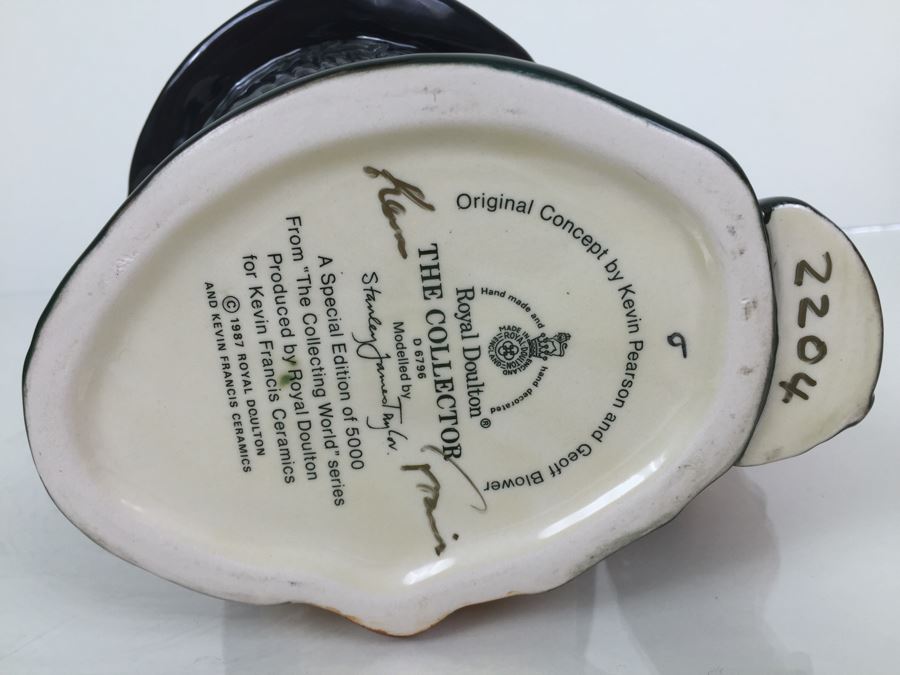 Original Concept by Kevin Pearson and Geoff Blower
Hand made and
hand decorated
MADE IN
ROYAL DOULTON
ENGLAND
Royal Doulton®
THE COLLECTOR
D 6796
Modelled by
Stanley James Taylor.
A Special Edition of 5000
From "The Collecting World" series
Produced by Royal Doulton
for Kevin Francis Ceramics
© 1987 ROYAL DOULTON
AND KEVIN FRANCIS CERAMICS
2204